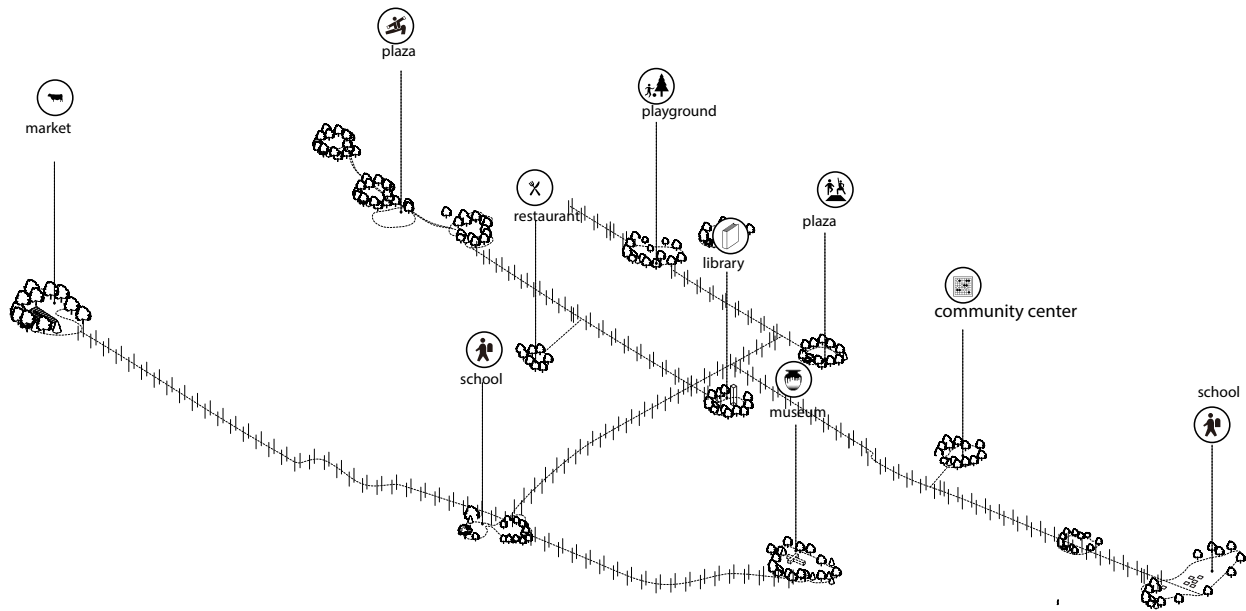 plaza
market
playground
restaurant
plaza
library
community center
school
museum
school